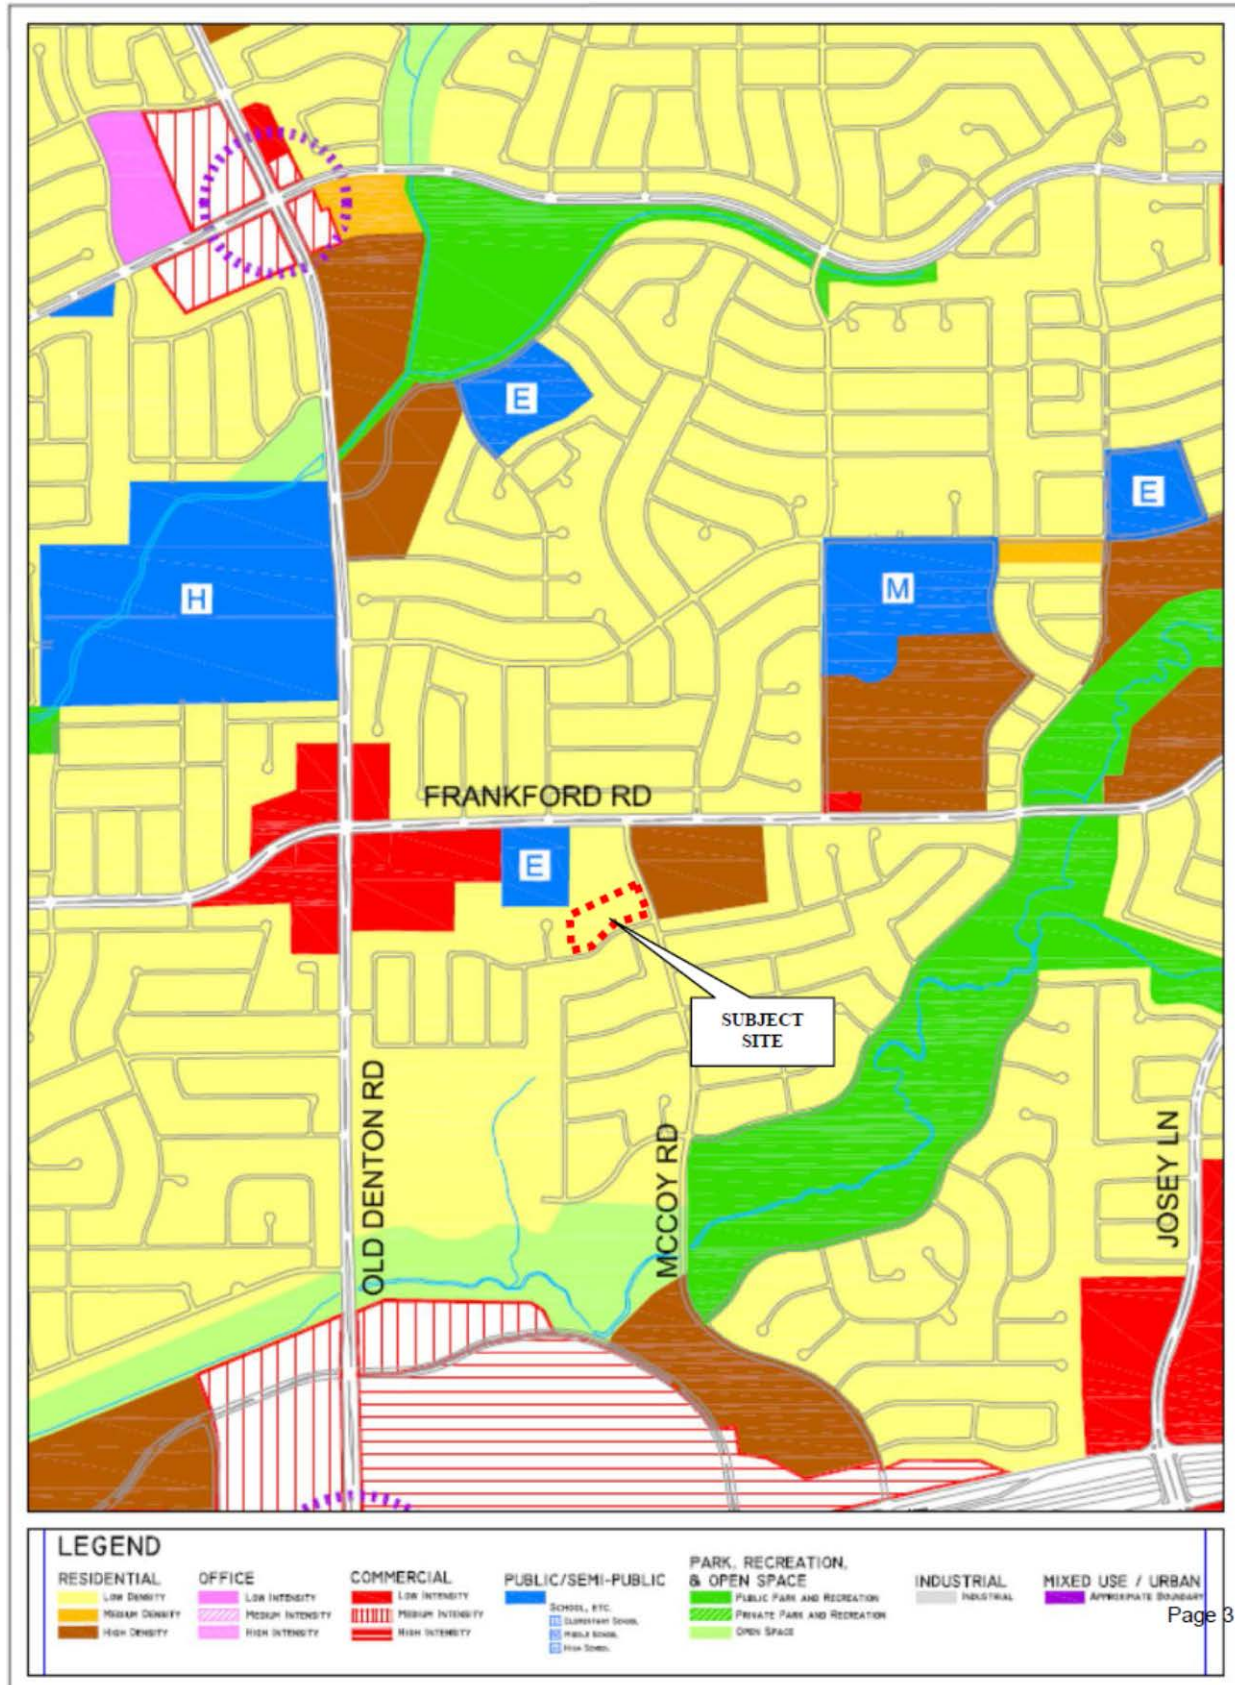 E
E
H
M
FRANKFORD RD
E
SUBJECT
SITE
OLD DENTON RD
MCCOY RD
JOSEY LN
LEGEND
RESIDENTIAL
LOW DENSITY
MEDIUM DENSITY
HIGH DENSITY
OFFICE
LOW INTENSITY
MEDIUM INTENSITY
HIGH INTENSITY
COMMERCIAL
LOW INTENSITY
MEDIUM INTENSITY
HIGH INTENSITY
PUBLIC/SEMI-PUBLIC
SCHOOL, ETC.
E ELEMENTARY SCHOOL
M MIDDLE SCHOOL
H HIGH SCHOOL
PARK, RECREATION,
& OPEN SPACE
PUBLIC PARK AND RECREATION
PRIVATE PARK AND RECREATION
OPEN SPACE
INDUSTRIAL
INDUSTRIAL
MIXED USE / URBAN
APPROXIMATE BOUNDARY
Page 3